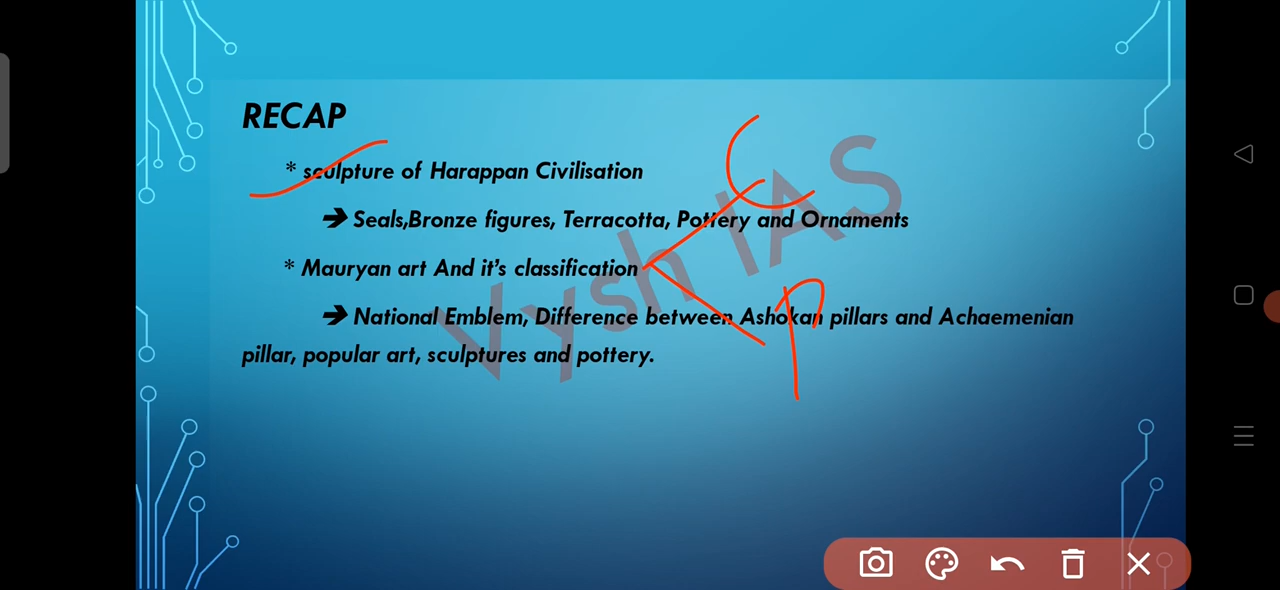 RECAP
* sculpture of Harappan Civilisation
➔ Seals,Bronze figures, Terracotta, Pottery and Ornaments
* Mauryan art And it's classification
➔ National Emblem, Difference between Ashokan pillars and Achaemenian
pillar, popular art, sculptures and pottery.
Vysh IAS
C
P